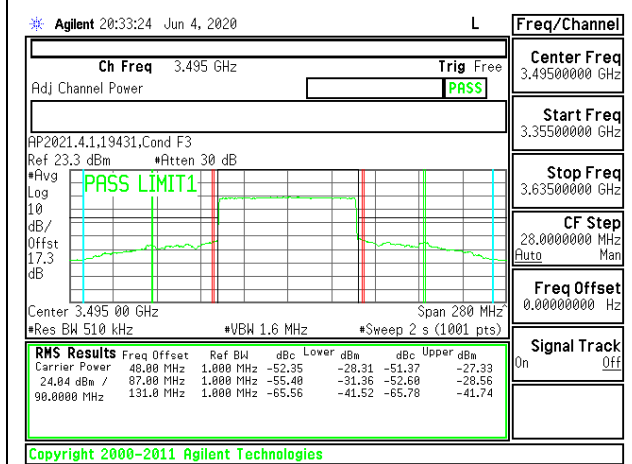 Agilent 20:33:24 Jun 4, 2020 L
Freq/Channel
Ch Freq 3.495 GHz Trig Free
Adj Channel Power PASS
Center Freq
3.49500000 GHz
Start Freq
3.35500000 GHz
Stop Freq
3.63500000 GHz
CF Step
28.0000000 MHz
Auto Man
Freq Offset
0.00000000 Hz
Signal Track
On Off
AP2021.4.1,19431,Cond F3
Ref 23.3 dBm #Atten 30 dB
#Avg
Log
10
dB/
Offst
17.3
dB
PASS LIMIT1
Center 3.495 00 GHz Span 280 MHz^
#Res BW 510 kHz #VBW 1.6 MHz #Sweep 2 s (1001 pts)
RMS Results Freq Offset Ref BW dBc Lower dBm dBc Upper dBm
Carrier Power 48.00 MHz 1.000 MHz -52.35 -28.31 -51.37 -27.33
24.04 dBm / 87.00 MHz 1.000 MHz -55.40 -31.36 -52.60 -28.56
90.0000 MHz 131.0 MHz 1.000 MHz -65.56 -41.52 -65.78 -41.74
Copyright 2000-2011 Agilent Technologies